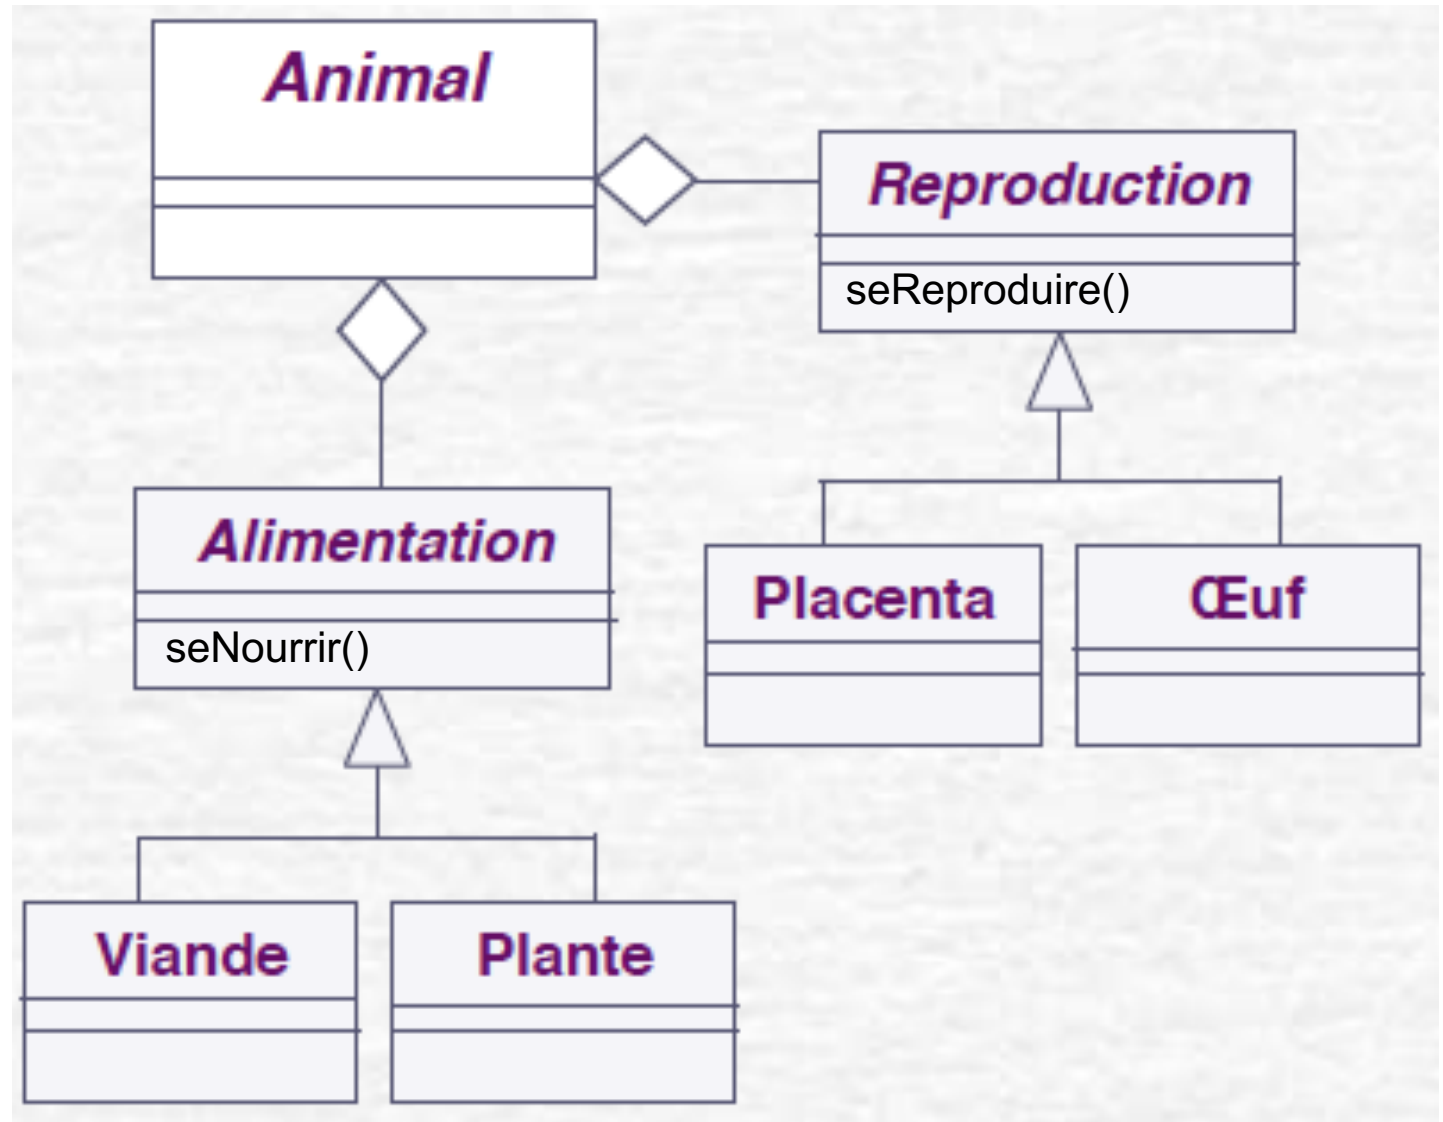 Animal
Reproduction
seReproduire()
Alimentation
seNourrir()
Placenta
Œuf
Viande
Plante